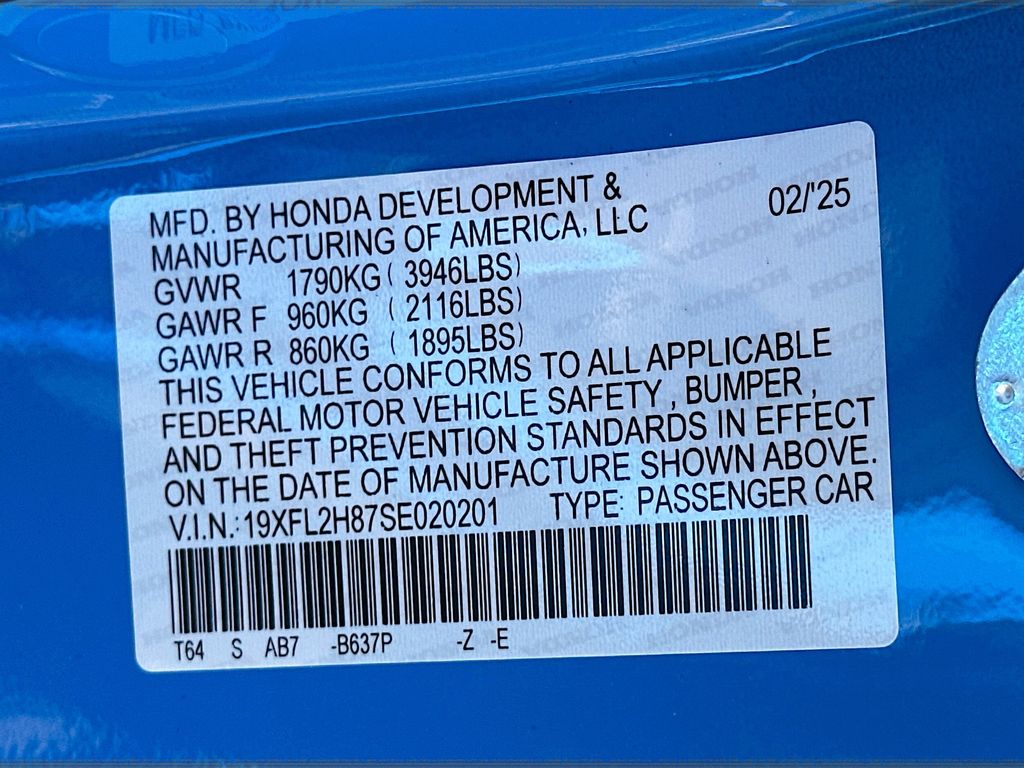 MFD. BY HONDA DEVELOPMENT & 02/'25
MANUFACTURING OF AMERICA, LLC
GVWR 1790KG ( 3946LBS)
GAWR F 960KG ( 2116LBS)
GAWR R 860KG ( 1895LBS)
THIS VEHICLE CONFORMS TO ALL APPLICABLE
FEDERAL MOTOR VEHICLE SAFETY , BUMPER ,
AND THEFT PREVENTION STANDARDS IN EFFECT
ON THE DATE OF MANUFACTURE SHOWN ABOVE.
V.I.N.: 19XFL2H87SE020201 TYPE: PASSENGER CAR
T64 S AB7 -B637P -Z -E